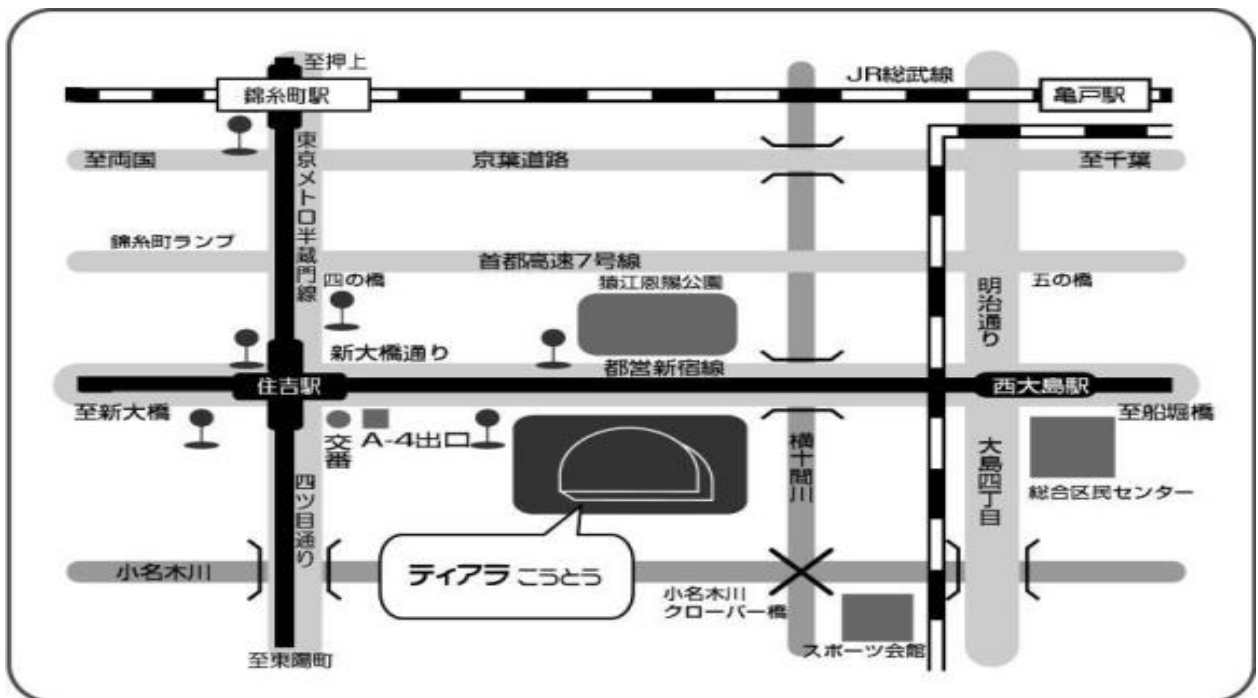 至押上
JR総武線
錦糸町駅
亀戸駅
至両国
京葉道路
至千葉
東京メトロ半蔵門線
錦糸町ランプ
首都高速7号線
四の橋
猿江恩賜公園
明治通り
五の橋
新大橋通り
都営新宿線
住吉駅
西大島駅
至新大橋
至船堀橋
交番
A-4出口
横十間川
大島四丁目
総合区民センター
四ツ目通り
小名木川
ティアラ こうとう
小名木川
クローバー橋
スポーツ会館
至東陽町